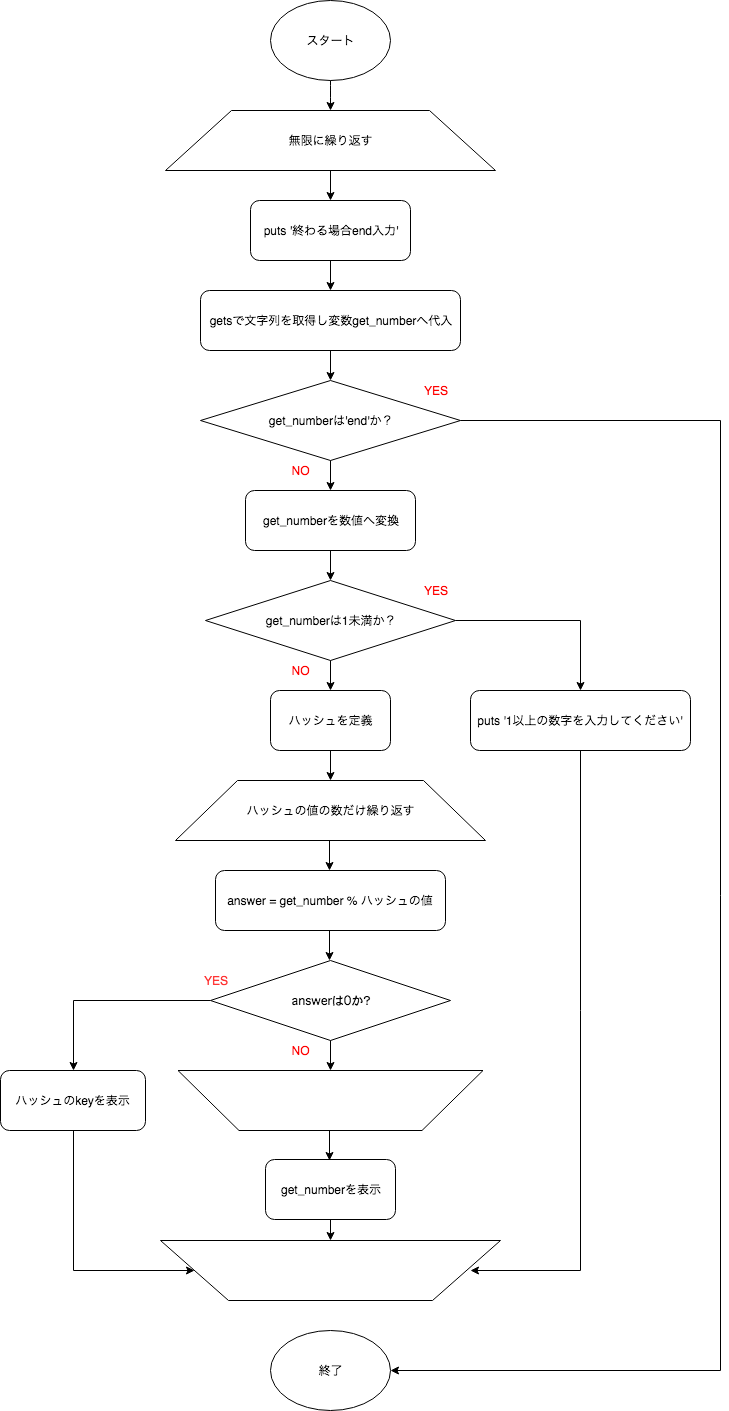 スタート
無限に繰り返す
puts '終わる場合end入力'
getsで文字列を取得し変数get_numberへ代入
YES
get_numberは'end'か？
NO
get_numberを数値へ変換
YES
get_numberは1未満か？
NO
ハッシュを定義
puts '1以上の数字を入力してください'
ハッシュの値の数だけ繰り返す
answer = get_number % ハッシュの値
YES
answerは0か?
NO
ハッシュのkeyを表示
get_numberを表示
終了